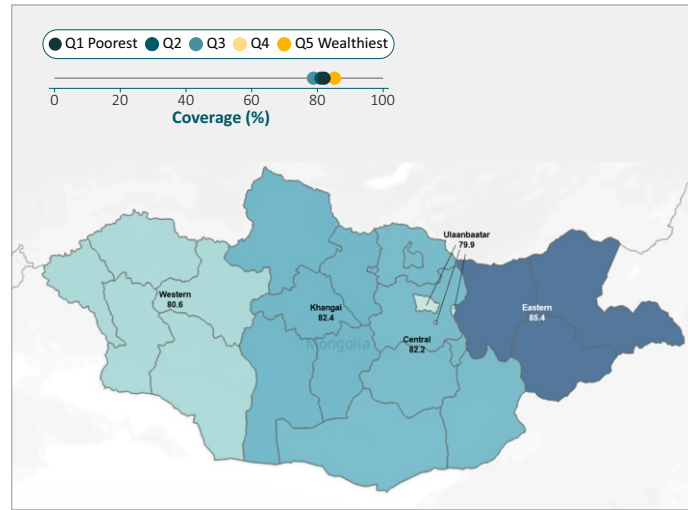 Q1 Poorest Q2 Q3 Q4 Q5 Wealthiest
0 20 40 60 80 100
Coverage (%)
Ulaanbaatar
79.9
Western
80.6
Khangai
82.4
Eastern
85.4
Mongolia
Central
82.2